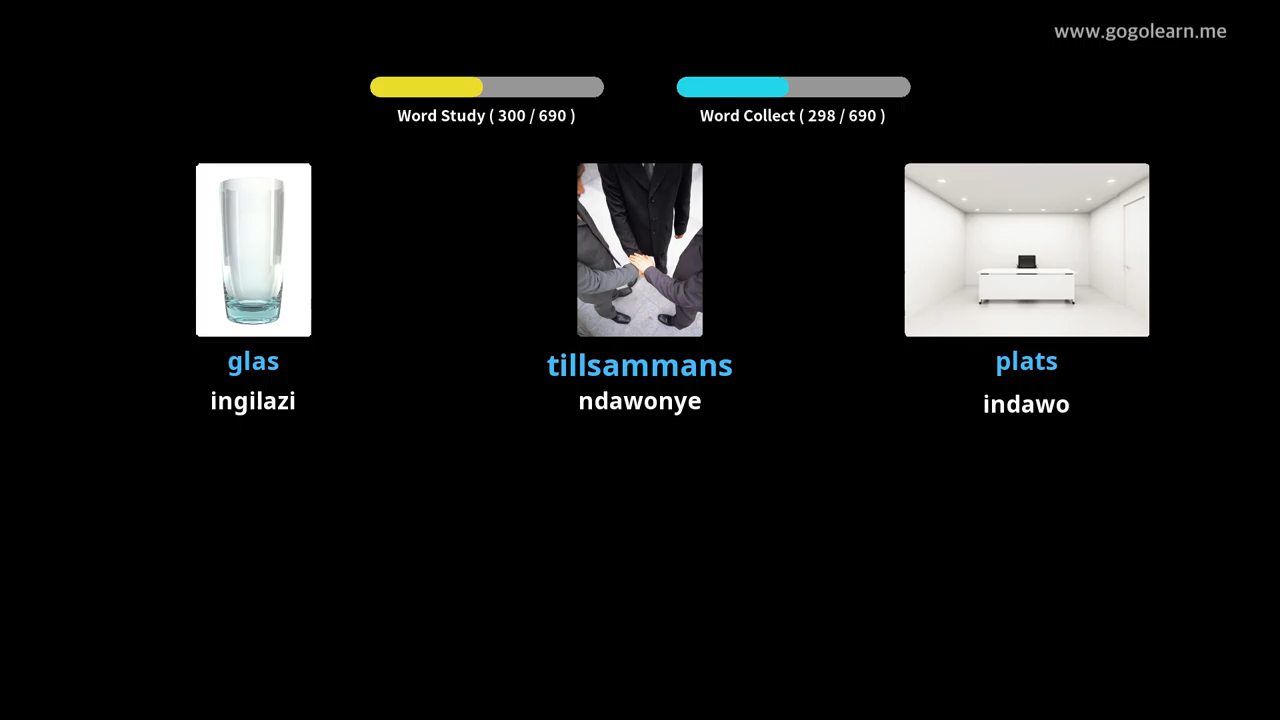 www.gogolearn.me
Word Study ( 300 / 690 )
Word Collect ( 298 / 690 )
glas
ingilazi
tillsammans
ndawonye
plats
indawo